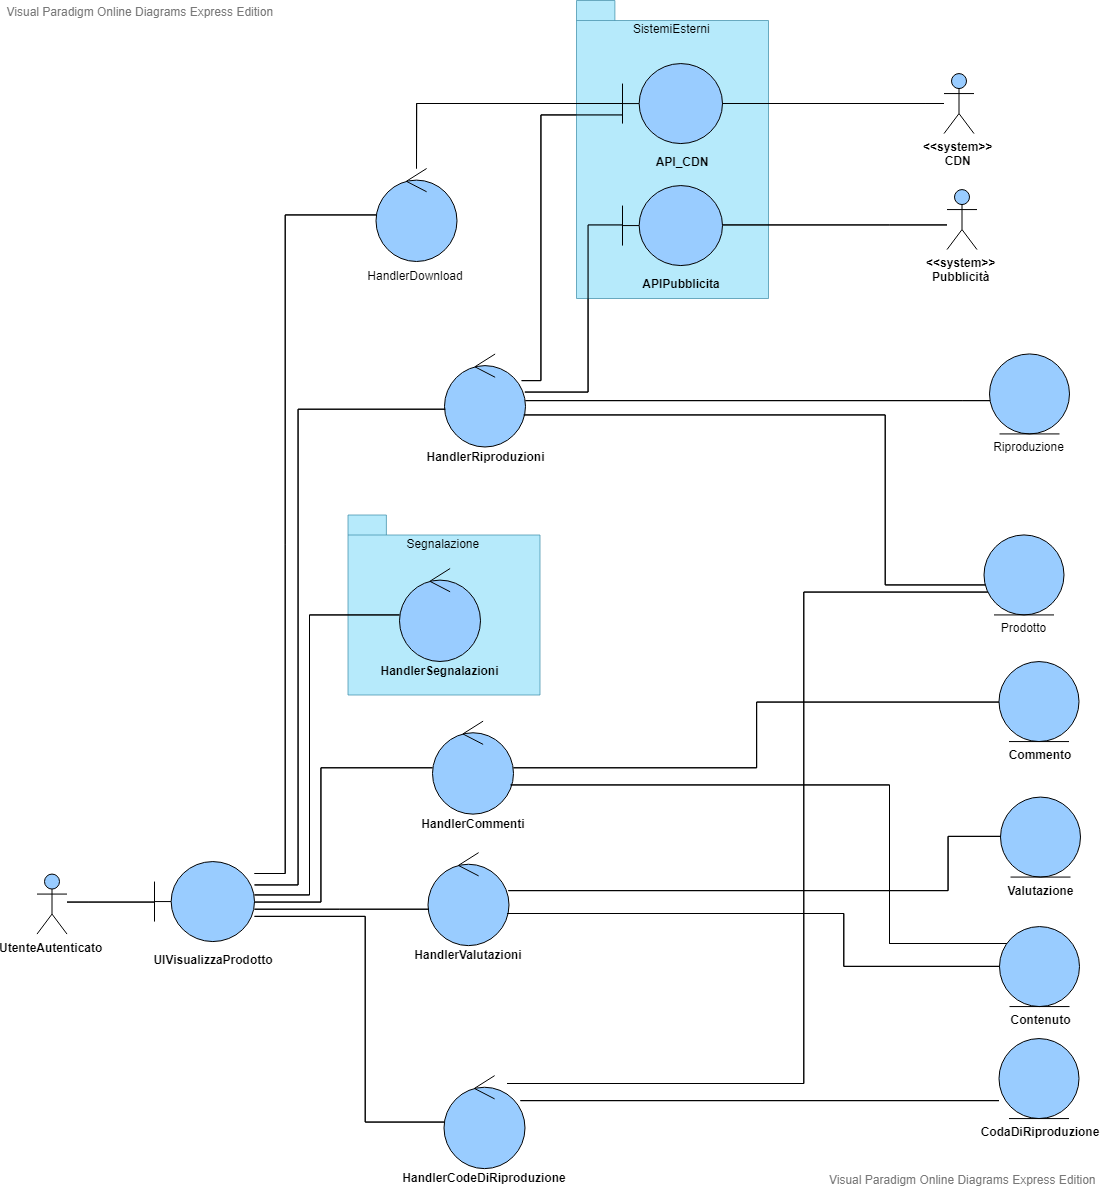 Visual Paradigm Online Diagrams Express Edition
SistemiEsterni
API_CDN
<<system>>
CDN
HandlerDownload
APIPubblicita
<<system>>
Pubblicità
HandlerRiproduzioni
Riproduzione
Segnalazione
HandlerSegnalazioni
Prodotto
HandlerCommenti
Commento
UtenteAutenticato
UIVisualizzaProdotto
HandlerValutazioni
Valutazione
Contenuto
HandlerCodeDiRiproduzione
CodaDiRiproduzione
Visual Paradigm Online Diagrams Express Edition